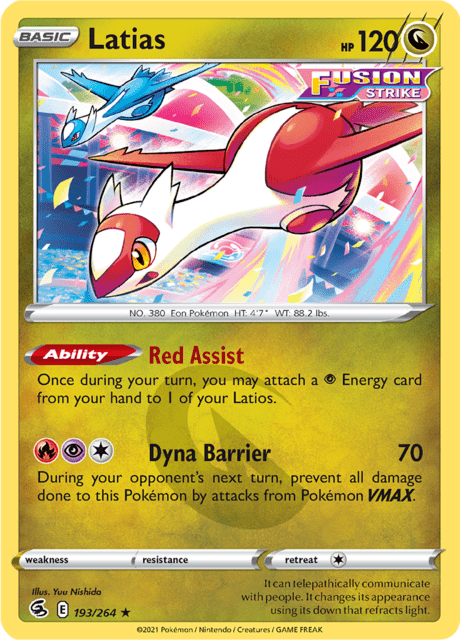 BASIC Latias HP 120
FUSION
STRIKE
NO. 380 Eon Pokémon HT: 4'7" WT: 88.2 lbs.
Ability Red Assist
Once during your turn, you may attach a Energy card
from your hand to 1 of your Latias.
Dyna Barrier 70
During your opponent's next turn, prevent all damage
done to this Pokémon by attacks from Pokémon VMAX.
weakness resistance retreat
Illus. Yuu Nishida
It can telepathically communicate
with people. It changes its appearance
using its down that refracts light.
E 193/264 ★
©2021 Pokémon / Nintendo / Creatures / GAME FREAK